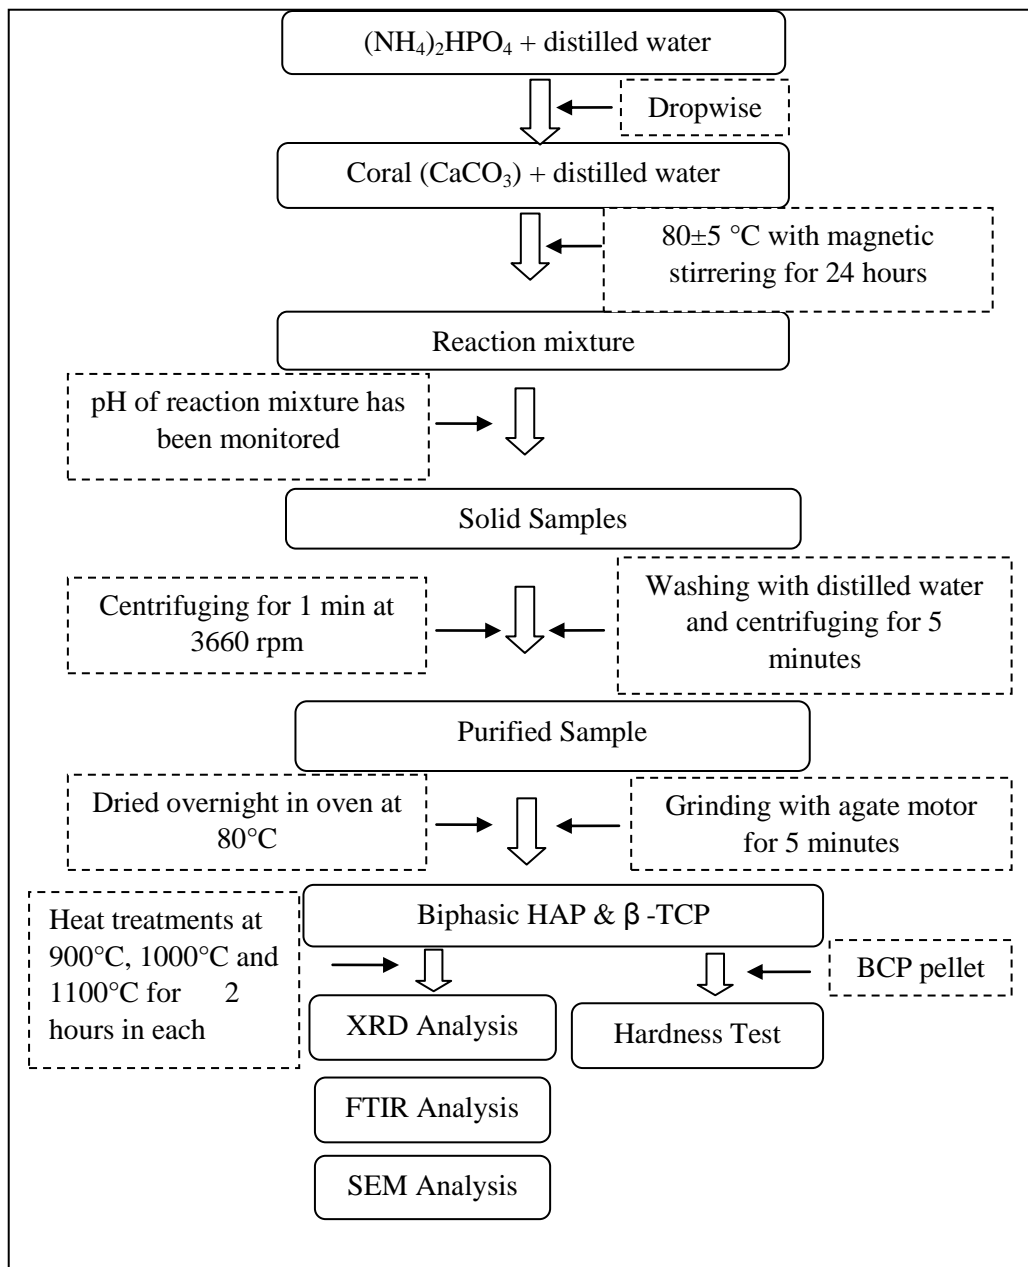 (NH₄)₂HPO₄ + distilled water
Dropwise
Coral (CaCO₃) + distilled water
80±5 °C with magnetic
stirrering for 24 hours
Reaction mixture
pH of reaction mixture has
been monitored
Solid Samples
Centrifuging for 1 min at
3660 rpm
Washing with distilled water
and centrifuging for 5
minutes
Purified Sample
Dried overnight in oven at
80°C
Grinding with agate motor
for 5 minutes
Biphasic HAP & β -TCP
Heat treatments at
900°C, 1000°C and
1100°C for 2
hours in each
BCP pellet
XRD Analysis
Hardness Test
FTIR Analysis
SEM Analysis